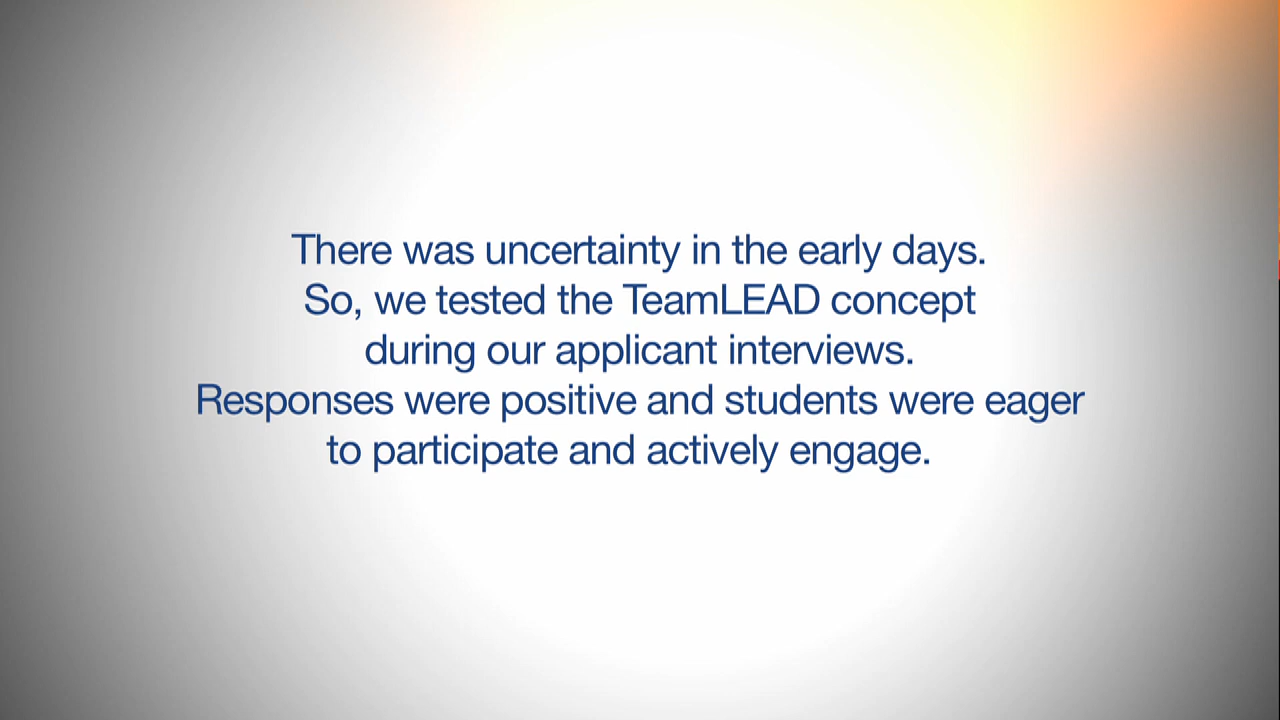 There was uncertainty in the early days.
So, we tested the TeamLEAD concept
during our applicant interviews.
Responses were positive and students were eager
to participate and actively engage.